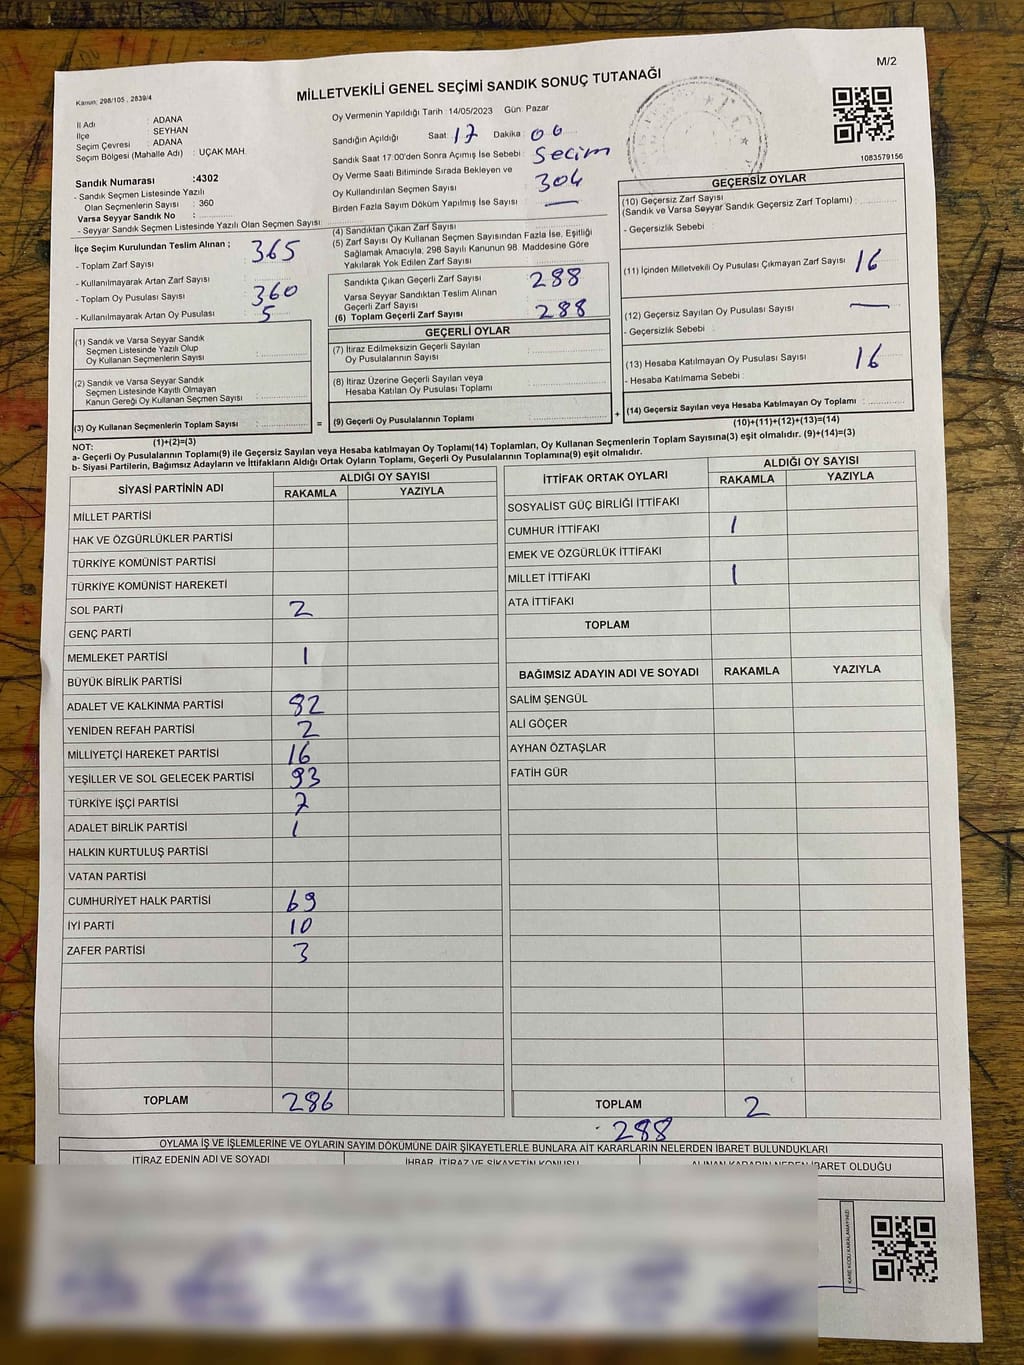 M/2
Kanun; 298/105 , 2839/4
MİLLETVEKİLİ GENEL SEÇİMİ SANDIK SONUÇ TUTANAĞI
İl Adı : ADANA
İlçe : SEYHAN
Seçim Çevresi : ADANA
Seçim Bölgesi (Mahalle Adı) : UÇAK MAH.
Sandık Numarası :4302
- Sandık Seçmen Listesinde Yazılı
Olan Seçmenlerin Sayısı : 360
Varsa Seyyar Sandık No :
- Seyyar Sandık Seçmen Listesinde Yazılı Olan Seçmen Sayısı:
İlçe Seçim Kurulundan Teslim Alınan ;
- Toplam Zarf Sayısı 365
- Kullanılmayarak Artan Zarf Sayısı :
- Toplam Oy Pusulası Sayısı 360
- Kullanılmayarak Artan Oy Pusulası : 5
(1) Sandık ve Varsa Seyyar Sandık
Seçmen Listesinde Yazılı Olup
Oy Kullanan Seçmenlerin Sayısı :
(2) Sandık ve Varsa Seyyar Sandık
Seçmen Listesinde Kayıtlı Olmayan
Kanun Gereği Oy Kullanan Seçmen Sayısı :
(3) Oy Kullanan Seçmenlerin Toplam Sayısı :
(1)+(2)=(3)
Oy Vermenin Yapıldığı Tarih :14/05/2023 Gün: Pazar
Sandığın Açıldığı Saat: 17 Dakika : 06
Sandık Saat 17:00'den Sonra Açımış İse Sebebi : Seçim
Oy Verme Saati Bitiminde Sırada Bekleyen ve
Oy Kullandırılan Seçmen Sayısı : 304
Birden Fazla Sayım Döküm Yapılmış İse Sayısı : —
(4) Sandıktan Çıkan Zarf Sayısı
(5) Zarf Sayısı Oy Kullanan Seçmen Sayısından Fazla İse, Eşitliği
Sağlamak Amacıyla, 298 Sayılı Kanunun 98. Maddesine Göre
Yakılarak Yok Edilen Zarf Sayısı :
Sandıkta Çıkan Geçerli Zarf Sayısı : 288
Varsa Seyyar Sandıktan Teslim Alınan
Geçerli Zarf Sayısı :
(6) Toplam Geçerli Zarf Sayısı : 288
GEÇERLİ OYLAR
(7) İtiraz Edilmeksizin Geçerli Sayılan
Oy Pusulalarının Sayısı :
(8) İtiraz Üzerine Geçerli Sayılan veya
Hesaba Katılan Oy Pusulası Toplamı :
= (9) Geçerli Oy Pusulalarının Toplamı :
1083579156
GEÇERSİZ OYLAR
(10) Geçersiz Zarf Sayısı
(Sandık ve Varsa Seyyar Sandık Geçersiz Zarf Toplamı) :
- Geçersizlik Sebebi
(11) İçinden Milletvekili Oy Pusulası Çıkmayan Zarf Sayısı : 16
(12) Geçersiz Sayılan Oy Pusulası Sayısı : —
- Geçersizlik Sebebi :
(13) Hesaba Katılmayan Oy Pusulası Sayısı : 16
- Hesaba Katılmama Sebebi :
+ (14) Geçersiz Sayılan veya Hesaba Katılmayan Oy Toplamı :
(10)+(11)+(12)+(13)=(14)
NOT:
a- Geçerli Oy Pusulalarının Toplamı(9) ile Geçersiz Sayılan veya Hesaba katılmayan Oy Toplamı(14) Toplamları, Oy Kullanan Seçmenlerin Toplam Sayısına(3) eşit olmalıdır. (9)+(14)=(3)
b- Siyasi Partilerin, Bağımsız Adayların ve İttifakların Aldığı Ortak Oyların Toplamı, Geçerli Oy Pusulalarının Toplamına(9) eşit olmalıdır.
SİYASİ PARTİNİN ADI ALDIĞI OY SAYISI
RAKAMLA YAZIYLA
MİLLET PARTİSİ
HAK VE ÖZGÜRLÜKLER PARTİSİ
TÜRKİYE KOMÜNİST PARTİSİ
TÜRKİYE KOMÜNİST HAREKETİ
SOL PARTİ 2
GENÇ PARTİ
MEMLEKET PARTİSİ 1
BÜYÜK BİRLİK PARTİSİ
ADALET VE KALKINMA PARTİSİ 82
YENİDEN REFAH PARTİSİ 2
MİLLİYETÇİ HAREKET PARTİSİ 16
YEŞİLLER VE SOL GELECEK PARTİSİ 93
TÜRKİYE İŞÇİ PARTİSİ 7
ADALET BİRLİK PARTİSİ 1
HALKIN KURTULUŞ PARTİSİ
VATAN PARTİSİ
CUMHURİYET HALK PARTİSİ 69
İYİ PARTİ 10
ZAFER PARTİSİ 3
TOPLAM 286
İTTİFAK ORTAK OYLARI ALDIĞI OY SAYISI
RAKAMLA YAZIYLA
SOSYALİST GÜÇ BİRLİĞİ İTTİFAKI
CUMHUR İTTİFAKI 1
EMEK VE ÖZGÜRLÜK İTTİFAKI
MİLLET İTTİFAKI 1
ATA İTTİFAKI
TOPLAM
BAĞIMSIZ ADAYIN ADI VE SOYADI RAKAMLA YAZIYLA
SALİM ŞENGÜL
ALİ GÖÇER
AYHAN ÖZTAŞLAR
FATİH GÜR
TOPLAM 2
288
OYLAMA İŞ VE İŞLEMLERİNE VE OYLARIN SAYIM DÖKÜMÜNE DAİR ŞİKAYETLERLE BUNLARA AİT KARARLARIN NELERDEN İBARET BULUNDUKLARI
İTİRAZ EDENİN ADI VE SOYADI İHBAR, İTİRAZ VE ŞİKAYETİN KONUSU ALINAN KARARIN NEDEN İBARET OLDUĞU
KARE KODU KARALAMAYINIZ!